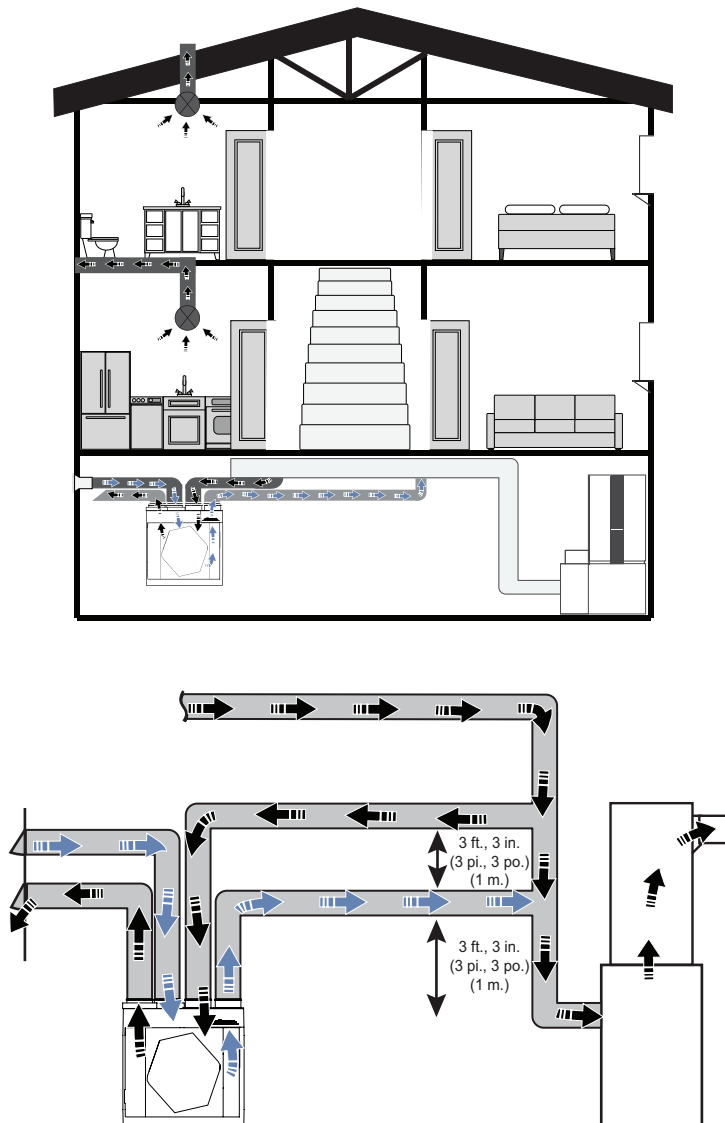 3 ft., 3 in.
(3 pi., 3 po.)
(1 m.)
3 ft., 3 in.
(3 pi., 3 po.)
(1 m.)